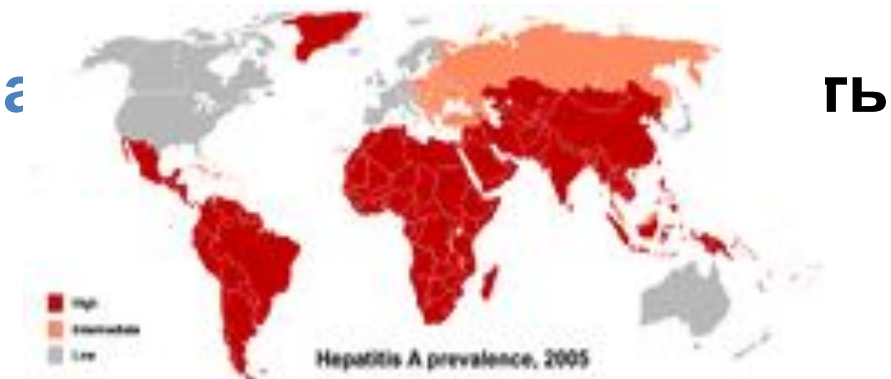 а ть
High
Intermediate
Low
Hepatitis A prevalence, 2005